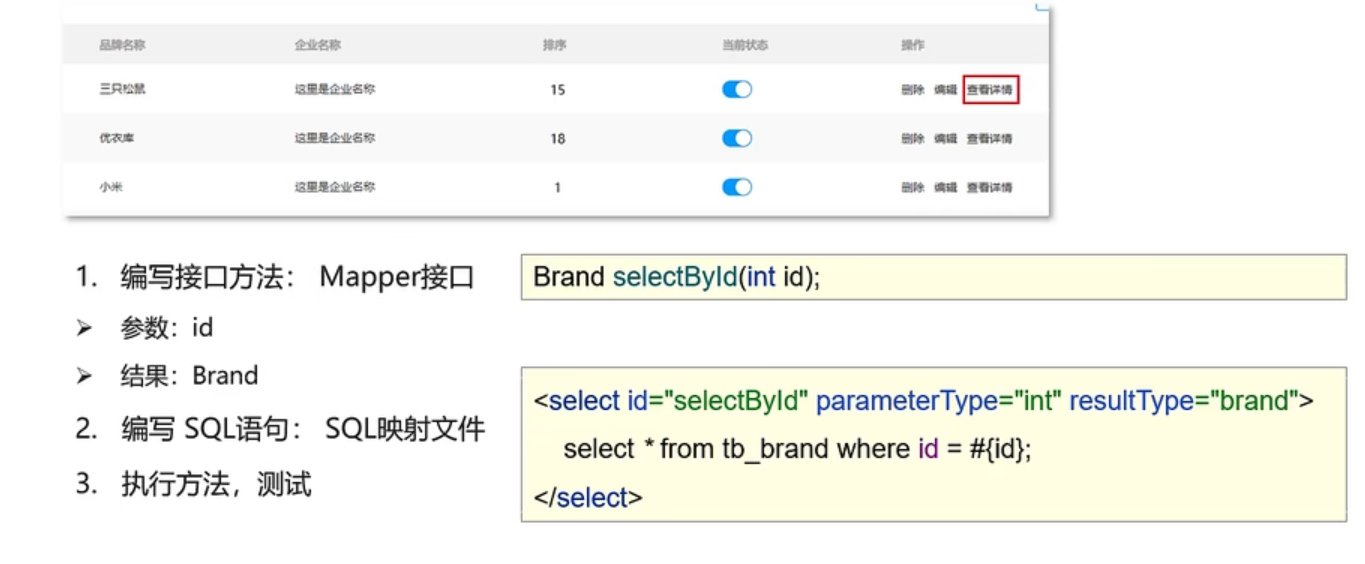 品牌名称 企业名称 排序 当前状态 操作
三只松鼠 这里是企业名称 15 删除 编辑 查看详情
优衣库 这里是企业名称 18 删除 编辑 查看详情
小米 这里是企业名称 1 删除 编辑 查看详情
1. 编写接口方法： Mapper接口
➢ 参数：id
➢ 结果：Brand
2. 编写 SQL语句： SQL映射文件
3. 执行方法，测试
Brand selectById(int id);
<select id="selectById" parameterType="int" resultType="brand">
select * from tb_brand where id = #{id};
</select>